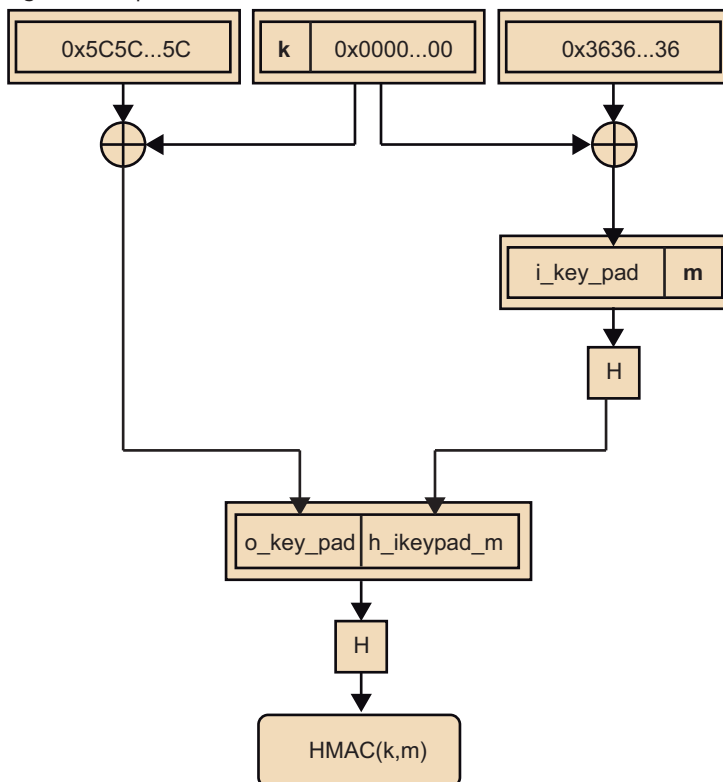 0x5C5C...5C
k 0x0000...00
0x3636...36
i_key_pad m
H
o_key_pad h_ikeypad_m
H
HMAC(k,m)